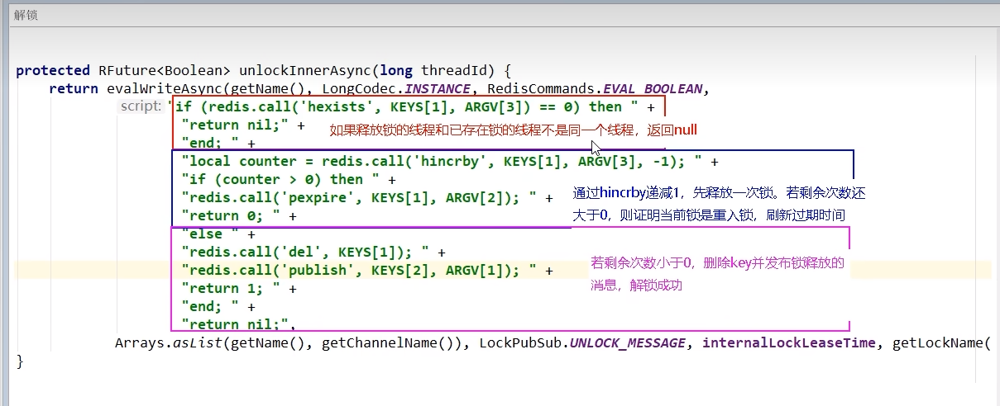 解锁
protected RFuture<Boolean> unlockInnerAsync(long threadId) {
return evalWriteAsync(getName(), LongCodec.INSTANCE, RedisCommands.EVAL_BOOLEAN,
script: "if (redis.call('hexists', KEYS[1], ARGV[3]) == 0) then " +
"return nil;" +
如果释放锁的线程和已存在锁的线程不是同一个线程，返回null
"end; " +
"local counter = redis.call('hincrby', KEYS[1], ARGV[3], -1); " +
"if (counter > 0) then " +
"redis.call('pexpire', KEYS[1], ARGV[2]); " +
通过hincrby递减1，先释放一次锁。若剩余次数还
"return 0; " +
大于0，则证明当前锁是重入锁，刷新过期时间
"else " +
"redis.call('del', KEYS[1]); " +
若剩余次数小于0，删除key并发布锁释放的
"redis.call('publish', KEYS[2], ARGV[1]); " +
消息，解锁成功
"return 1; " +
"end; " +
"return nil;",
Arrays.asList(getName(), getChannelName()), LockPubSub.UNLOCK_MESSAGE, internalLockLeaseTime, getLockName(
}